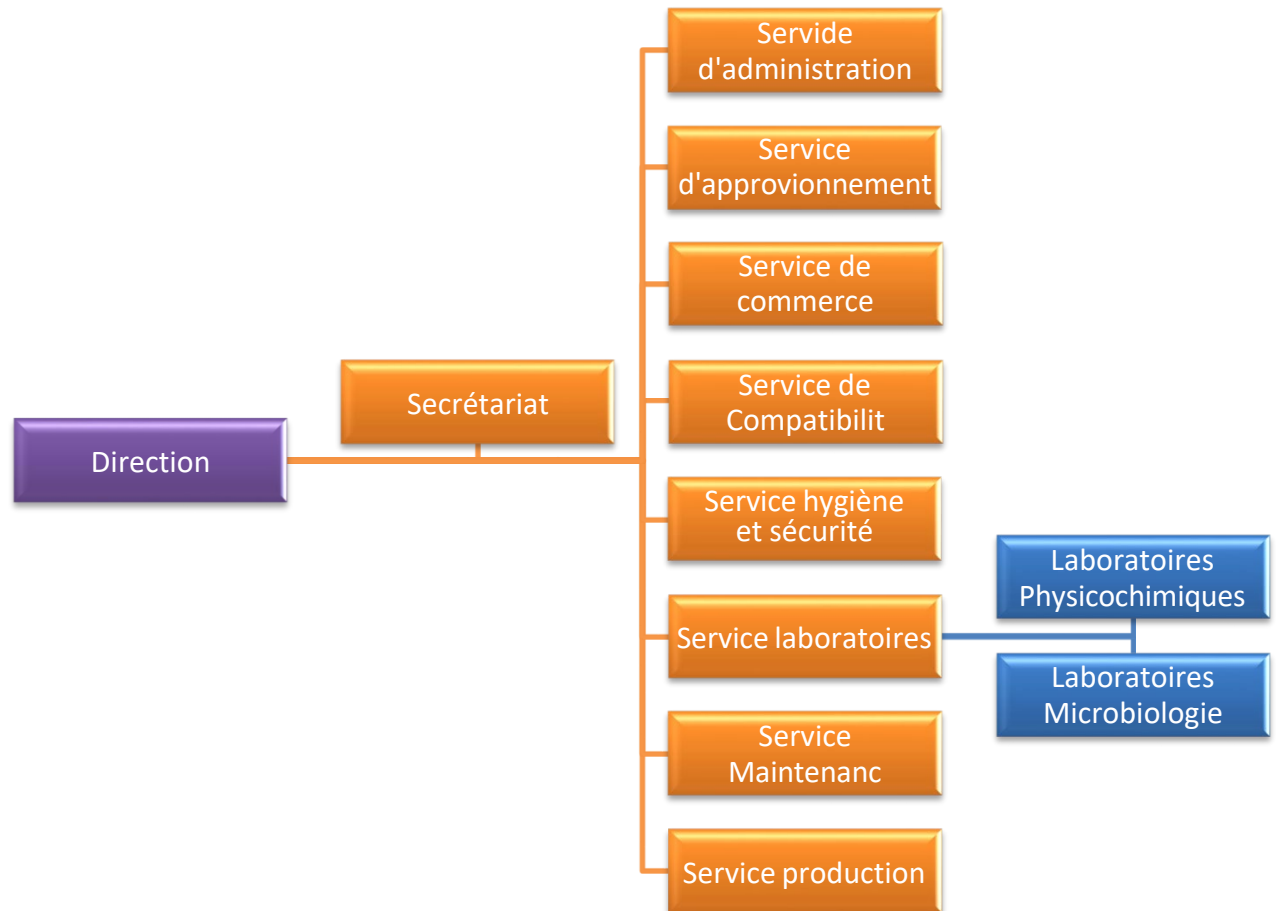 Direction
Secrétariat
Servide
d'administration
Service
d'approvionnement
Service de
commerce
Service de
Compatibilit
Service hygiène
et sécurité
Service laboratoires
Laboratoires
Physicochimiques
Laboratoires
Microbiologie
Service
Maintenanc
Service production